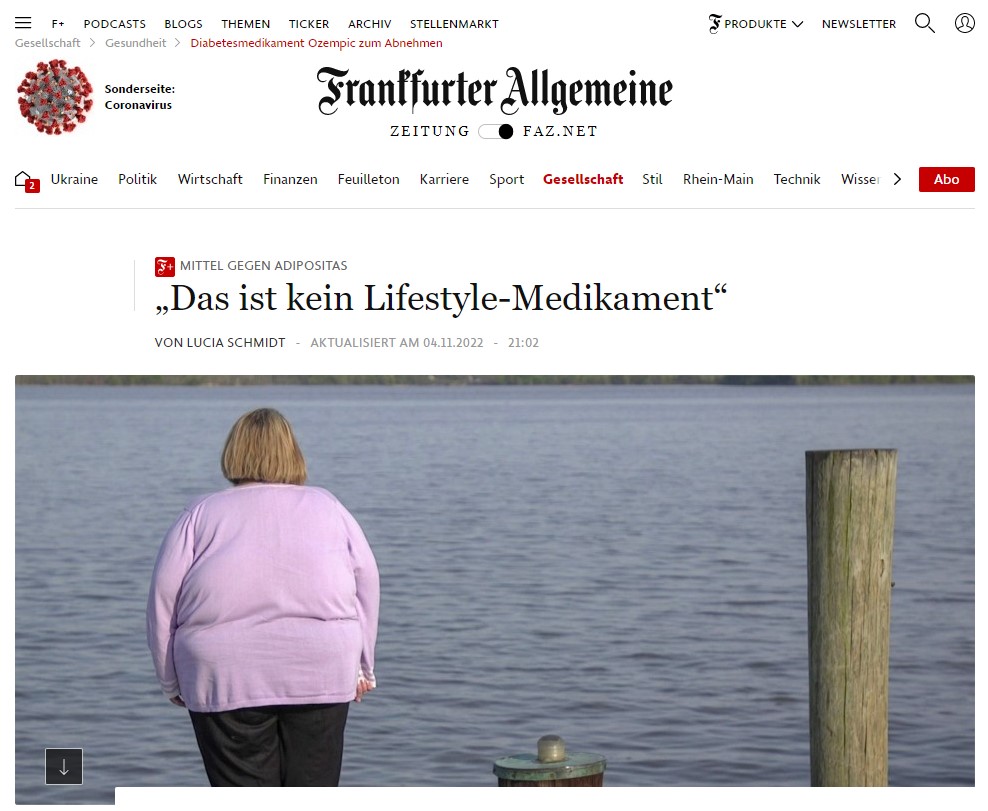 F+ PODCASTS BLOGS THEMEN TICKER ARCHIV STELLENMARKT PRODUKTE NEWSLETTER
Gesellschaft > Gesundheit > Diabetesmedikament Ozempic zum Abnehmen
Sonderseite:
Coronavirus
Frankfurter Allgemeine
ZEITUNG FAZ.NET
2 Ukraine Politik Wirtschaft Finanzen Feuilleton Karriere Sport Gesellschaft Stil Rhein-Main Technik Wisse Abo
F+ MITTEL GEGEN ADIPOSITAS
„Das ist kein Lifestyle-Medikament“
VON LUCIA SCHMIDT - AKTUALISIERT AM 04.11.2022 - 21:02